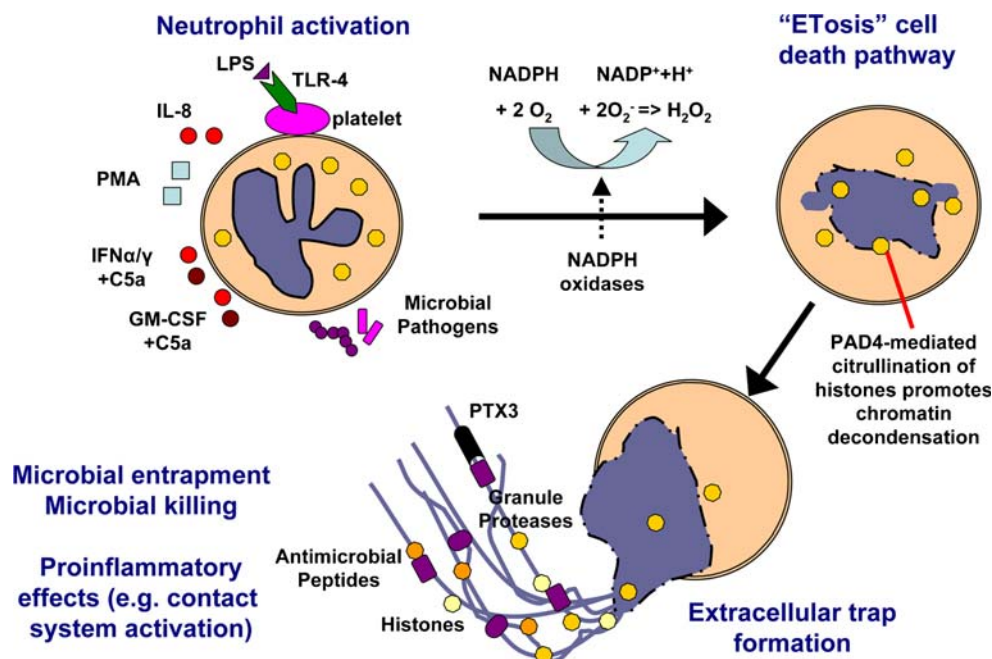 Neutrophil activation
LPS
TLR-4
IL-8
platelet
PMA
IFNα/γ
+C5a
GM-CSF
+C5a
Microbial
Pathogens
NADPH
+ 2 O₂
NADP⁺+H⁺
+ 2O₂⁻ => H₂O₂
NADPH
oxidases
“ETosis” cell
death pathway
PAD4-mediated
citrullination of
histones promotes
chromatin
decondensation
PTX3
Granule
Proteases
Antimicrobial
Peptides
Histones
Microbial entrapment
Microbial killing
Proinflammatory
effects (e.g. contact
system activation)
Extracellular trap
formation